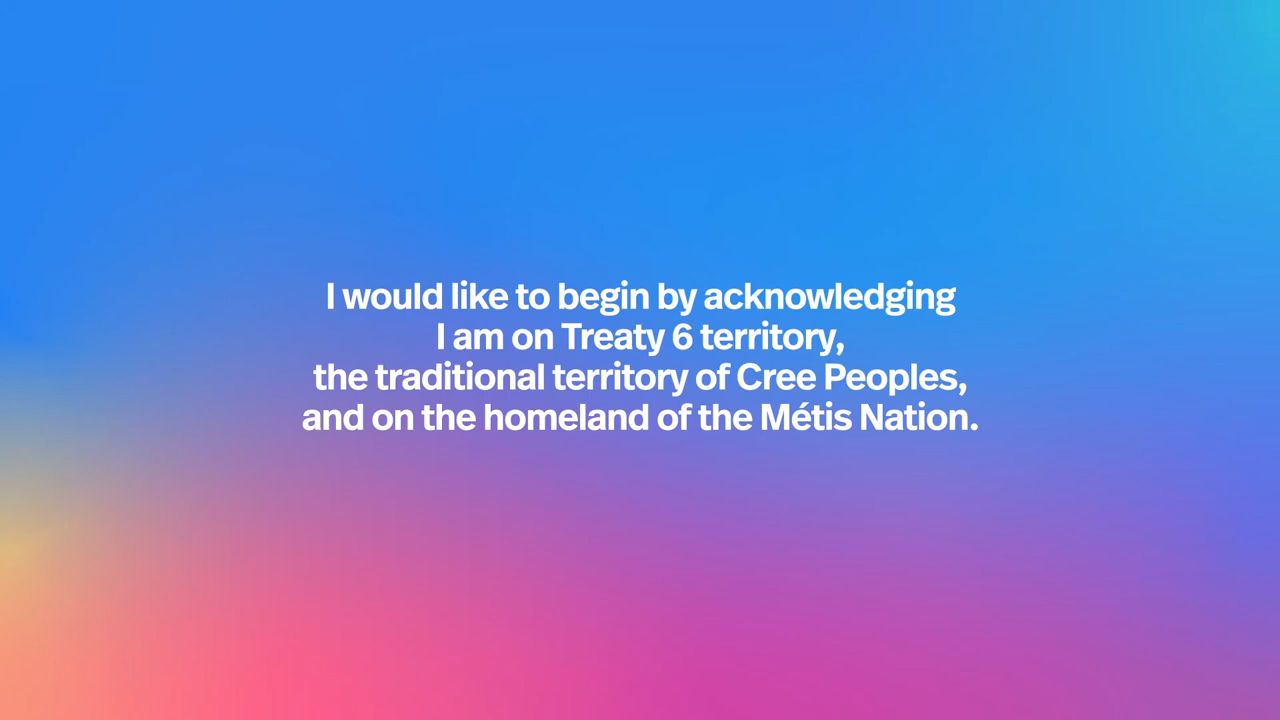 I would like to begin by acknowledging
I am on Treaty 6 territory,
the traditional territory of Cree Peoples,
and on the homeland of the Métis Nation.